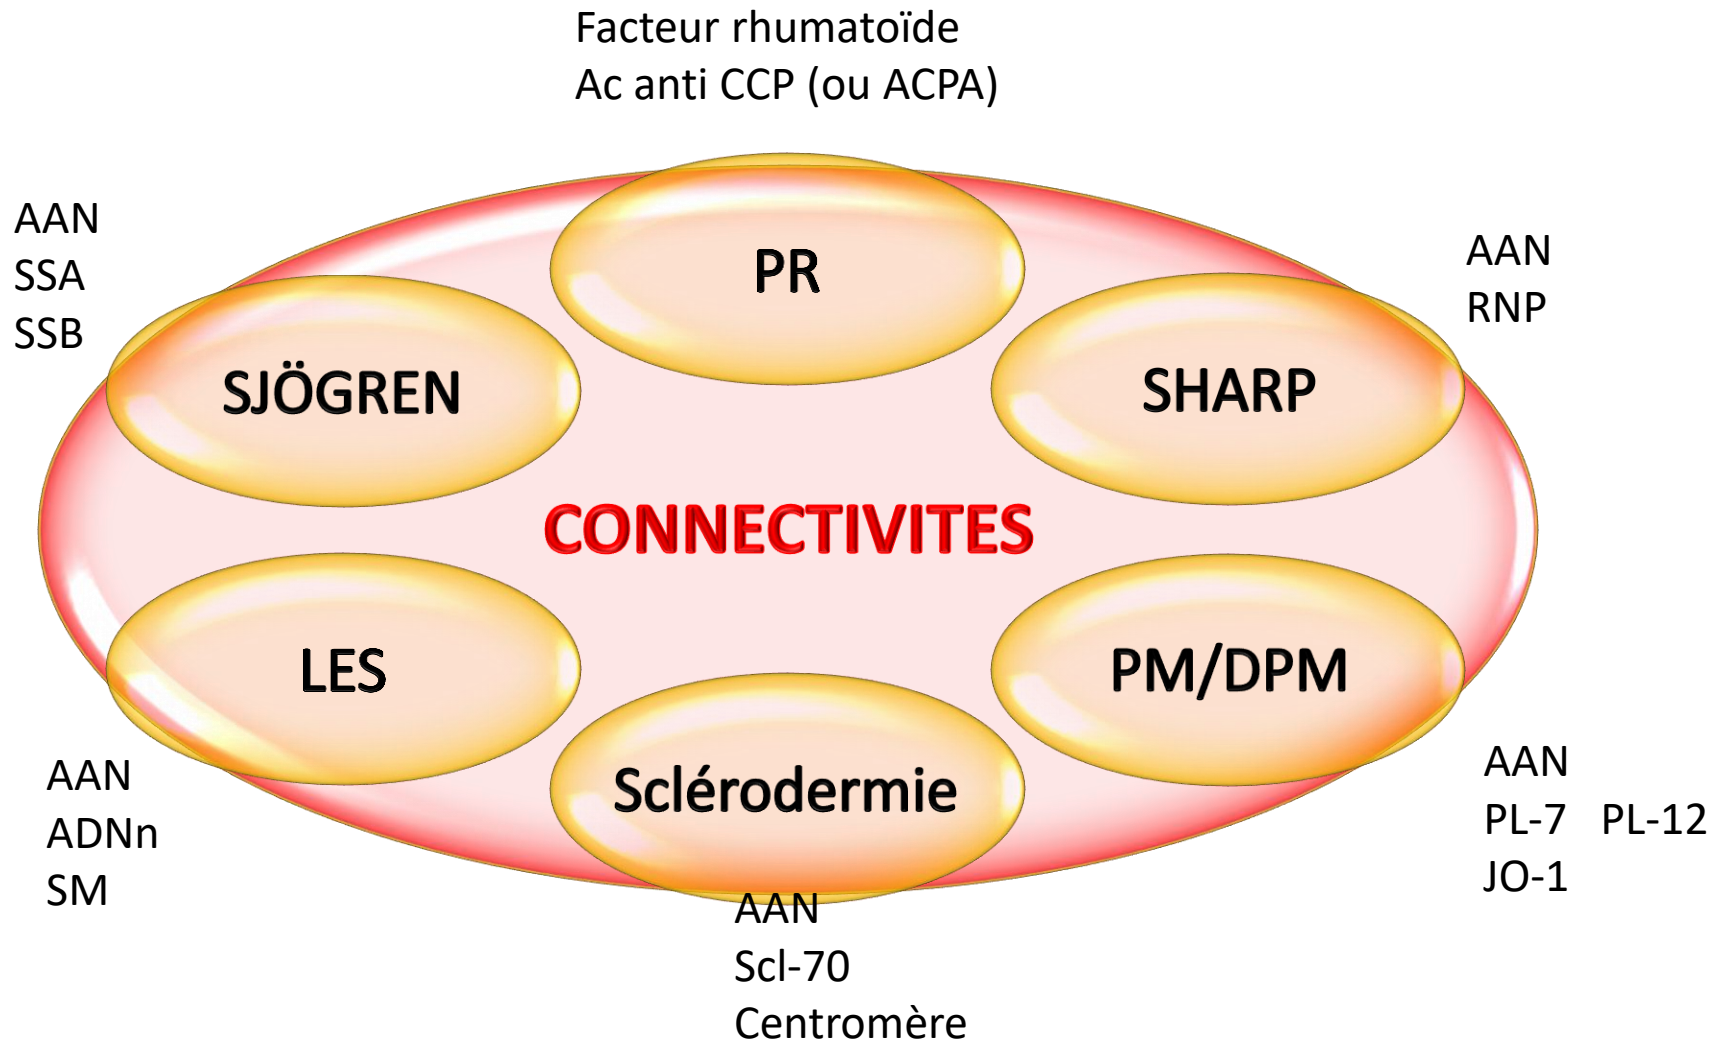 Facteur rhumatoïde
Ac anti CCP (ou ACPA)
AAN
SSA
SSB
PR
AAN
RNP
SJÖGREN
SHARP
CONNECTIVITES
LES
PM/DPM
Sclérodermie
AAN
ADNn
SM
AAN
PL-7 PL-12
JO-1
AAN
Scl-70
Centromère